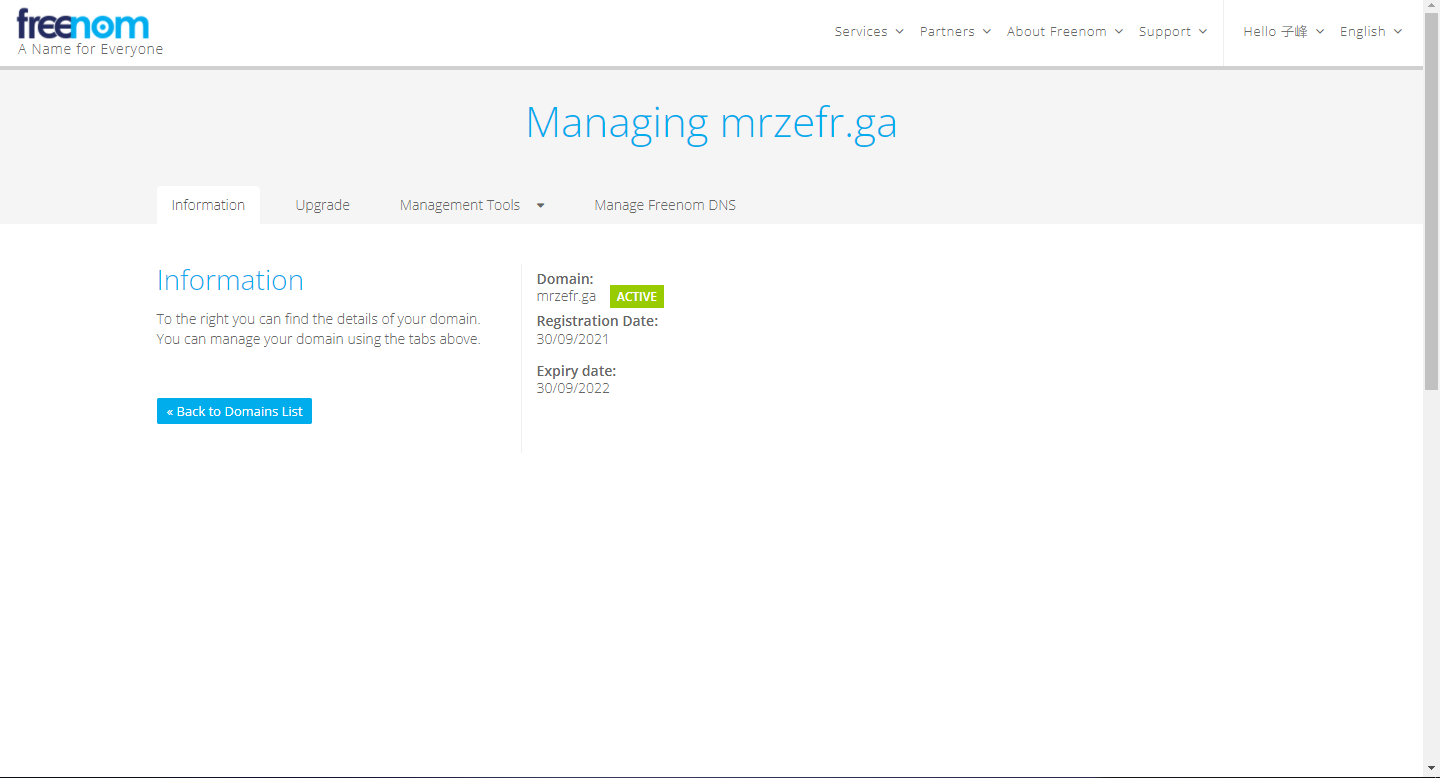 freenom
A Name for Everyone
Services
Partners
About Freenom
Support
Hello 子峰
English
Managing mrzefr.ga
Information
Upgrade
Management Tools
Manage Freenom DNS
Information
To the right you can find the details of your domain.
You can manage your domain using the tabs above.
« Back to Domains List
Domain:
mrzefr.ga ACTIVE
Registration Date:
30/09/2021
Expiry date:
30/09/2022